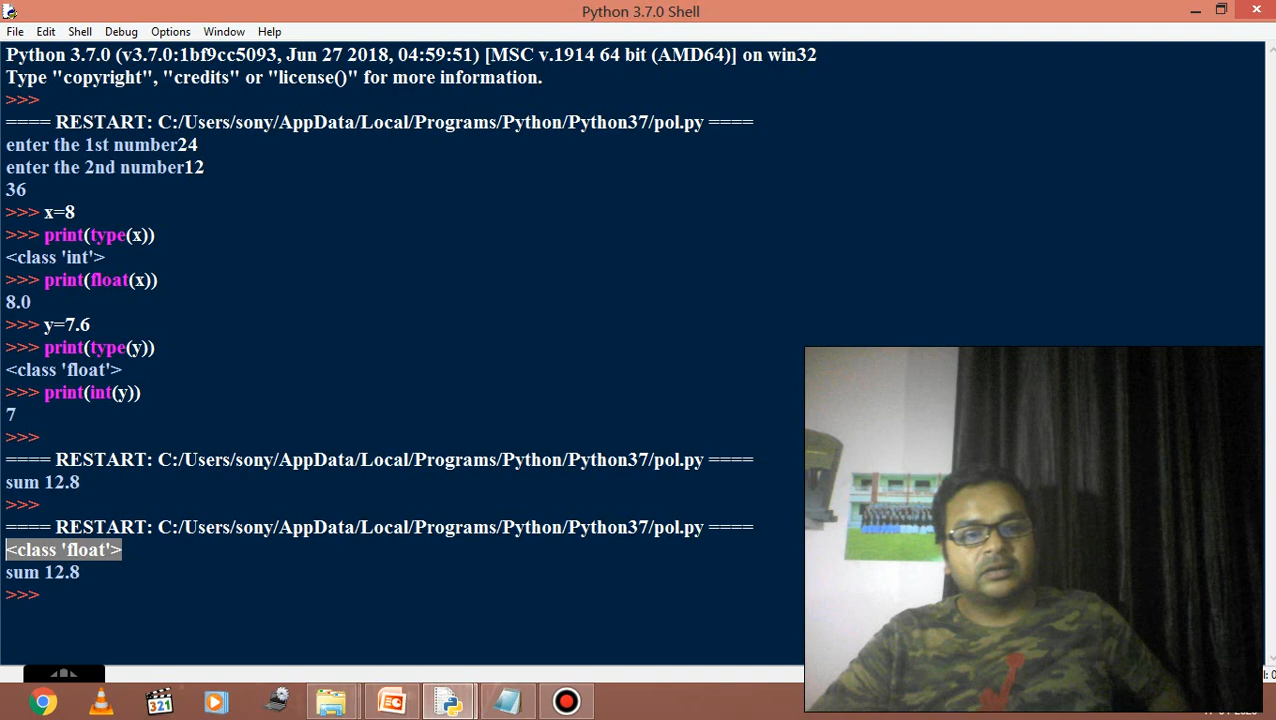 Python 3.7.0 Shell
File Edit Shell Debug Options Window Help
Python 3.7.0 (v3.7.0:1bf9cc5093, Jun 27 2018, 04:59:51) [MSC v.1914 64 bit (AMD64)] on win32
Type "copyright", "credits" or "license()" for more information.
>>>
==== RESTART: C:/Users/sony/AppData/Local/Programs/Python/Python37/pol.py ====
enter the 1st number24
enter the 2nd number12
36
>>> x=8
>>> print(type(x))
<class 'int'>
>>> print(float(x))
8.0
>>> y=7.6
>>> print(type(y))
<class 'float'>
>>> print(int(y))
7
>>>
==== RESTART: C:/Users/sony/AppData/Local/Programs/Python/Python37/pol.py ====
sum 12.8
>>>
==== RESTART: C:/Users/sony/AppData/Local/Programs/Python/Python37/pol.py ====
<class 'float'>
sum 12.8
>>>
321